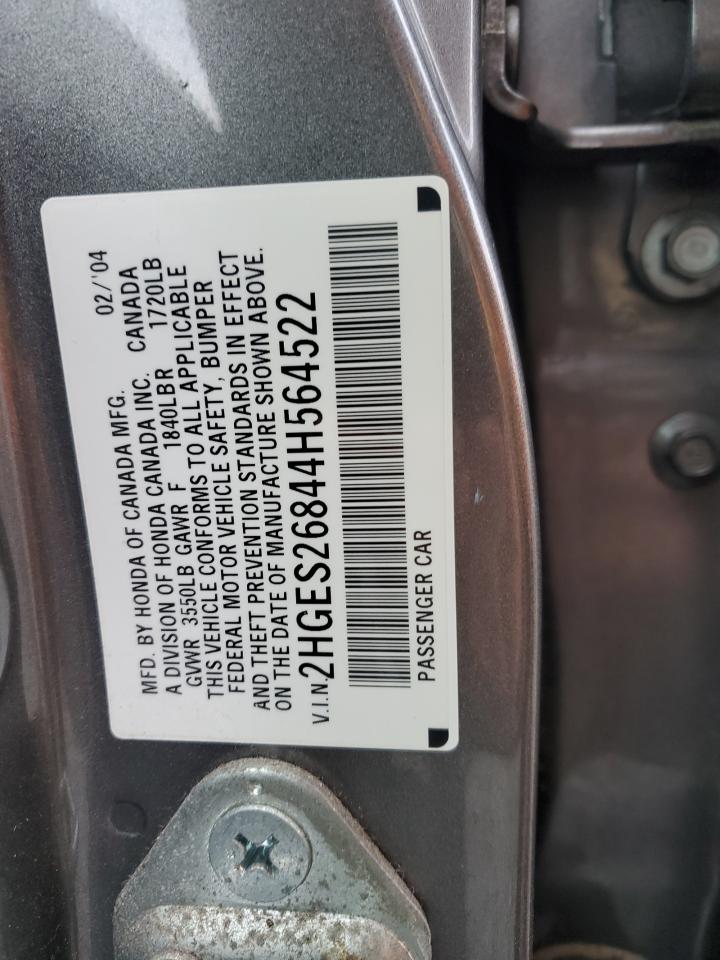 MFD. BY HONDA OF CANADA MFG. 02/'04
A DIVISION OF HONDA CANADA INC. CANADA
GVWR 3550LB GAWR F 1840LBR 1720LB
THIS VEHICLE CONFORMS TO ALL APPLICABLE
FEDERAL MOTOR VEHICLE SAFETY, BUMPER
AND THEFT PREVENTION STANDARDS IN EFFECT
ON THE DATE OF MANUFACTURE SHOWN ABOVE.
V.I.N. 2HGES26844H564522
PASSENGER CAR